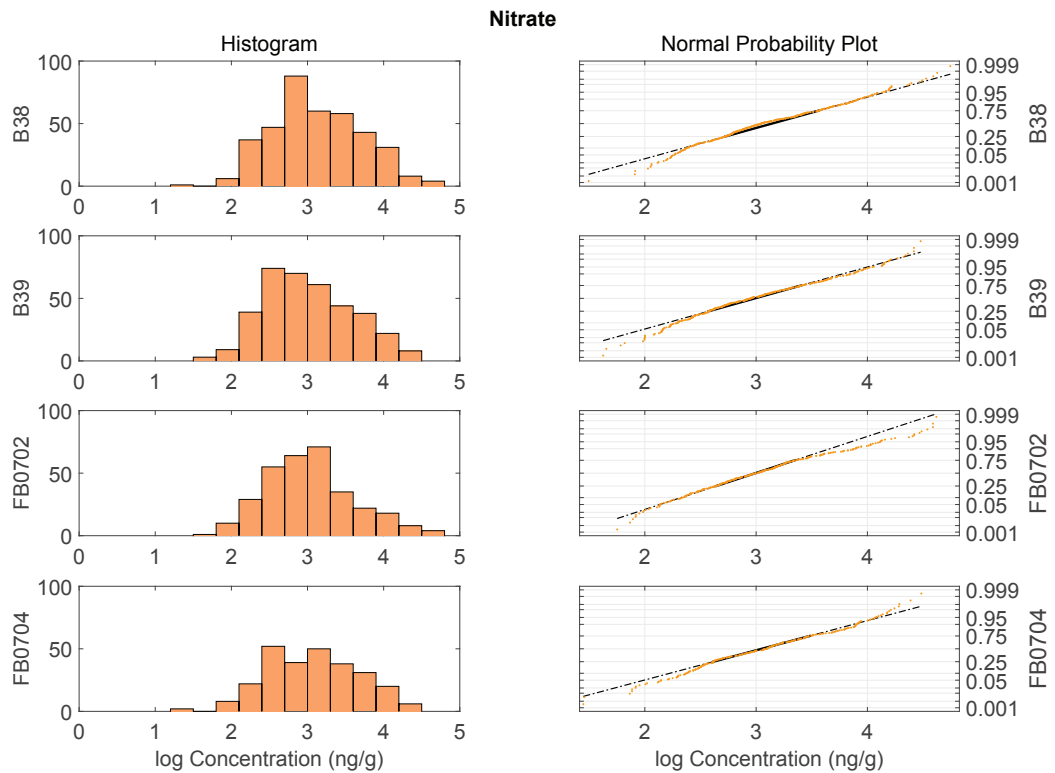 Nitrate
Histogram
Normal Probability Plot
B38
100
50
0
0 1 2 3 4 5
2 3 4
0.999
0.95
0.75
0.25
0.05
0.001
B38
B39
100
50
0
0 1 2 3 4 5
2 3 4
0.999
0.95
0.75
0.25
0.05
0.001
B39
FB0702
100
50
0
0 1 2 3 4 5
2 3 4
0.999
0.95
0.75
0.25
0.05
0.001
FB0702
FB0704
100
50
0
0 1 2 3 4 5
2 3 4
0.999
0.95
0.75
0.25
0.05
0.001
FB0704
log Concentration (ng/g)
log Concentration (ng/g)